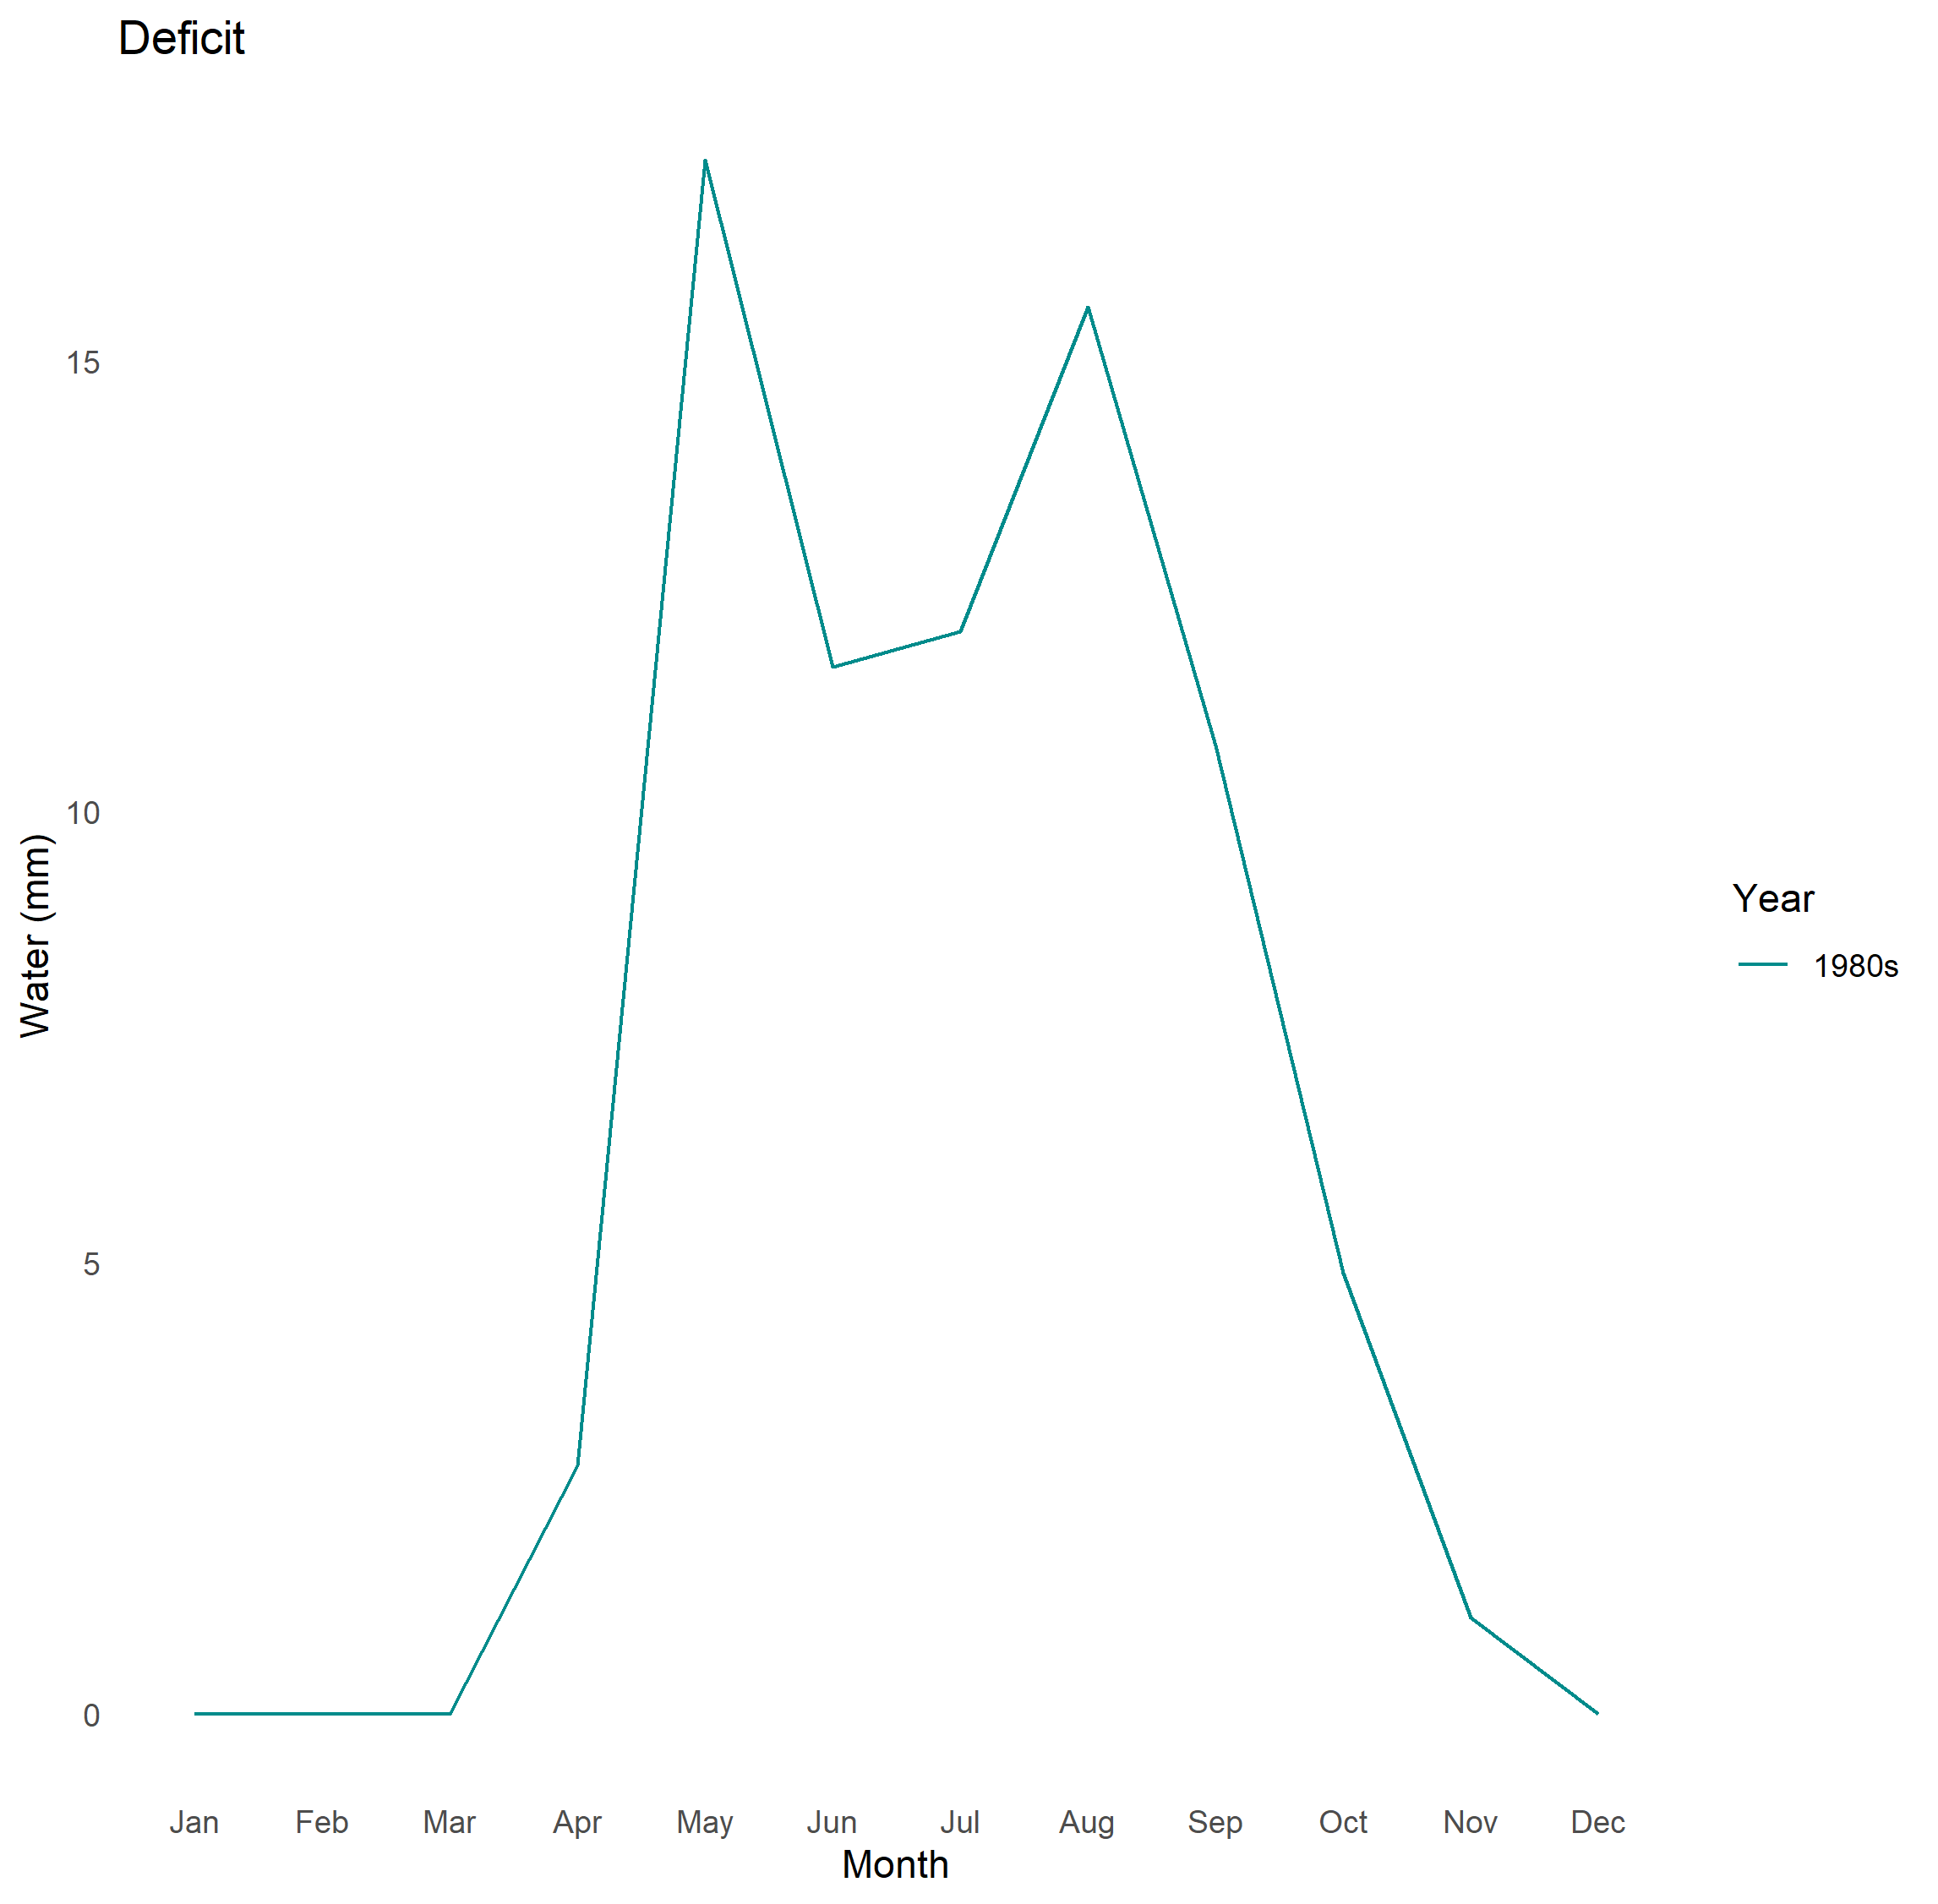 Deficit
15
10
5
0
Water (mm)
Jan Feb Mar Apr May Jun Jul Aug Sep Oct Nov Dec
Month
Year
1980s